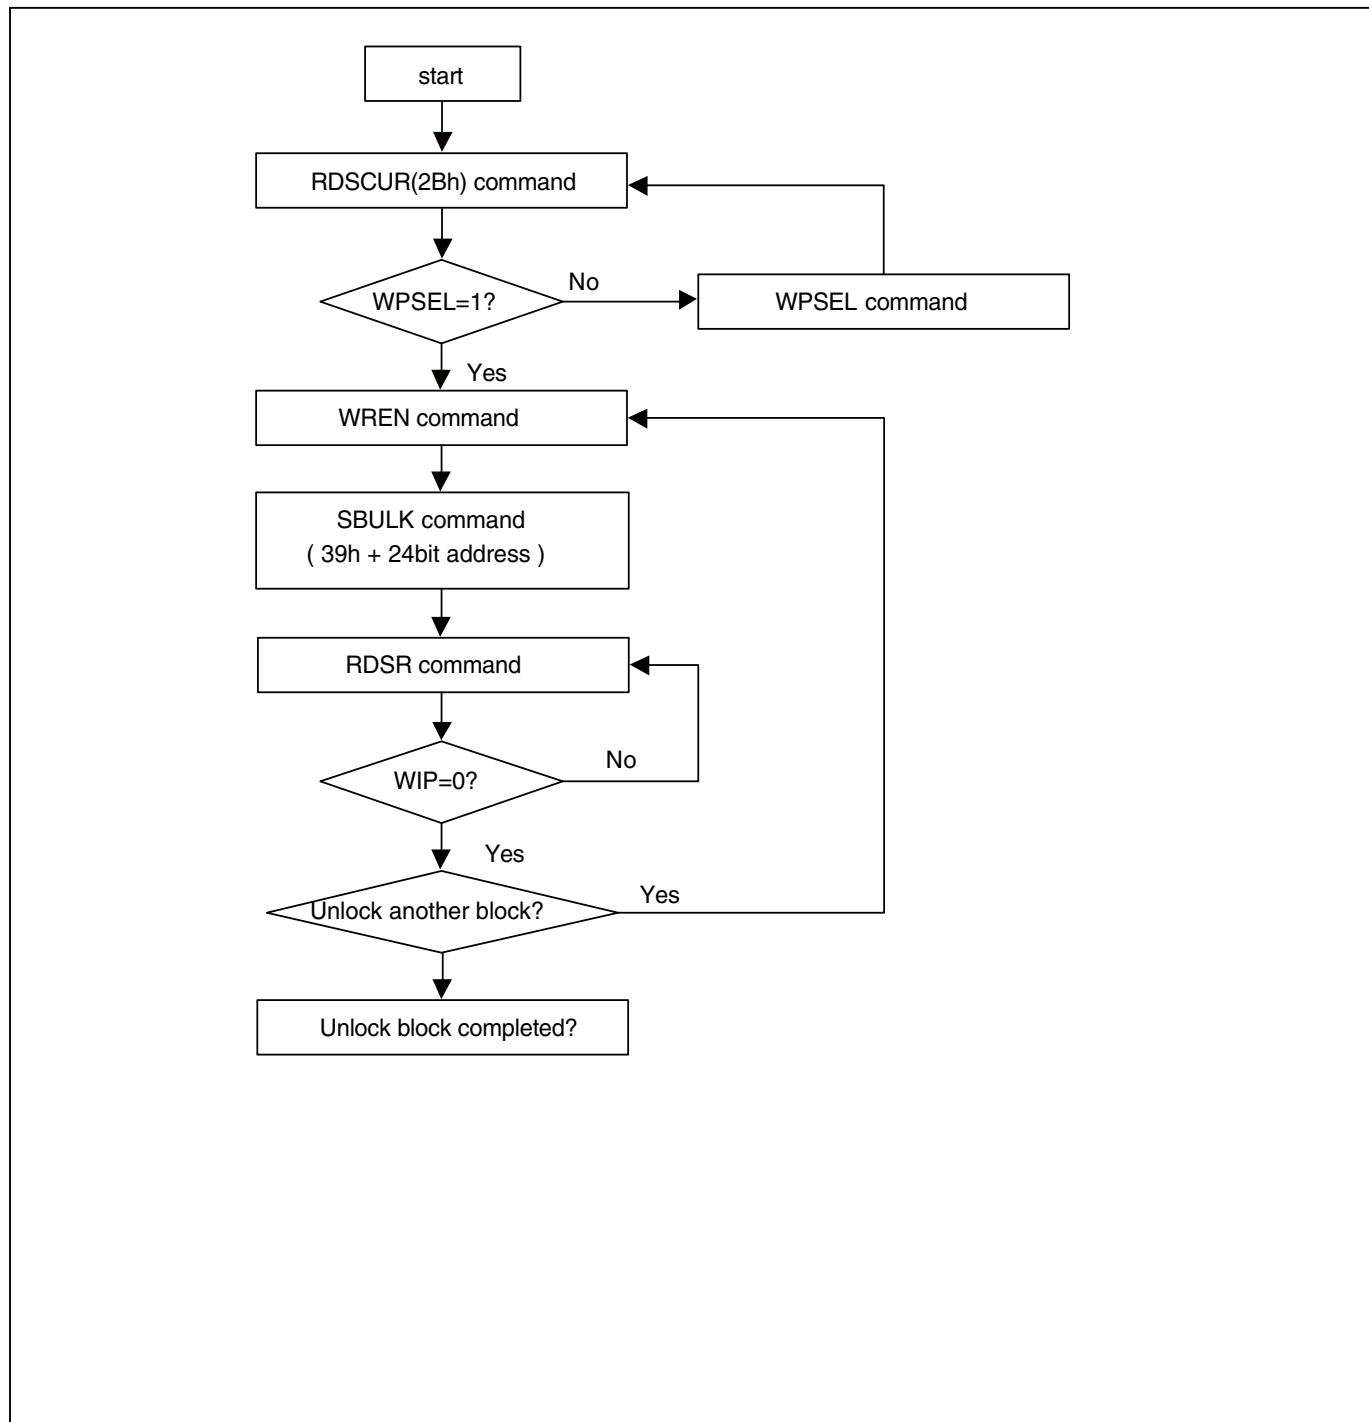 start
RDSCUR(2Bh) command
WPSEL=1?
No
WPSEL command
Yes
WREN command
SBULK command
( 39h + 24bit address )
RDSR command
WIP=0?
No
Yes
Unlock another block?
Yes
Unlock block completed?